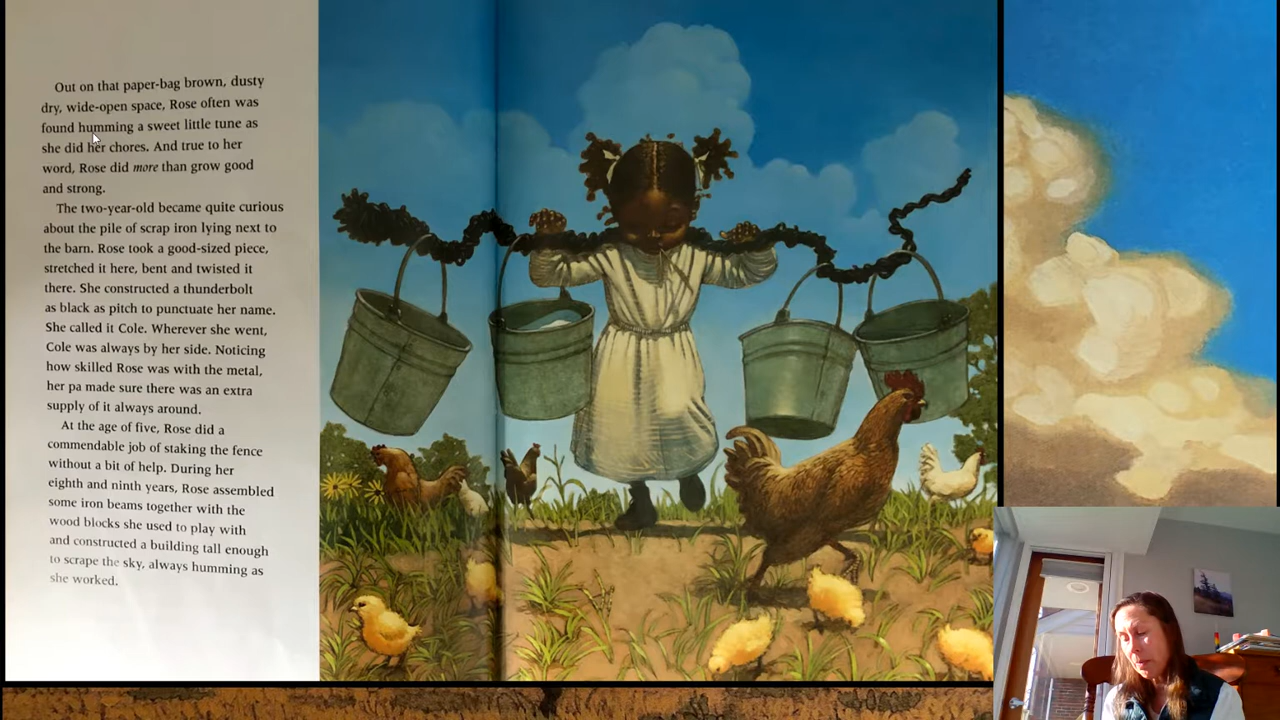 Out on that paper-bag brown, dusty
dry, wide-open space, Rose often was
found humming a sweet little tune as
she did her chores. And true to her
word, Rose did more than grow good
and strong.
The two-year-old became quite curious
about the pile of scrap iron lying next to
the barn. Rose took a good-sized piece,
stretched it here, bent and twisted it
there. She constructed a thunderbolt
as black as pitch to punctuate her name.
She called it Cole. Wherever she went,
Cole was always by her side. Noticing
how skilled Rose was with the metal,
her pa made sure there was an extra
supply of it always around.
At the age of five, Rose did a
commendable job of staking the fence
without a bit of help. During her
eighth and ninth years, Rose assembled
some iron beams together with the
wood blocks she used to play with
and constructed a building tall enough
to scrape the sky, always humming as
she worked.